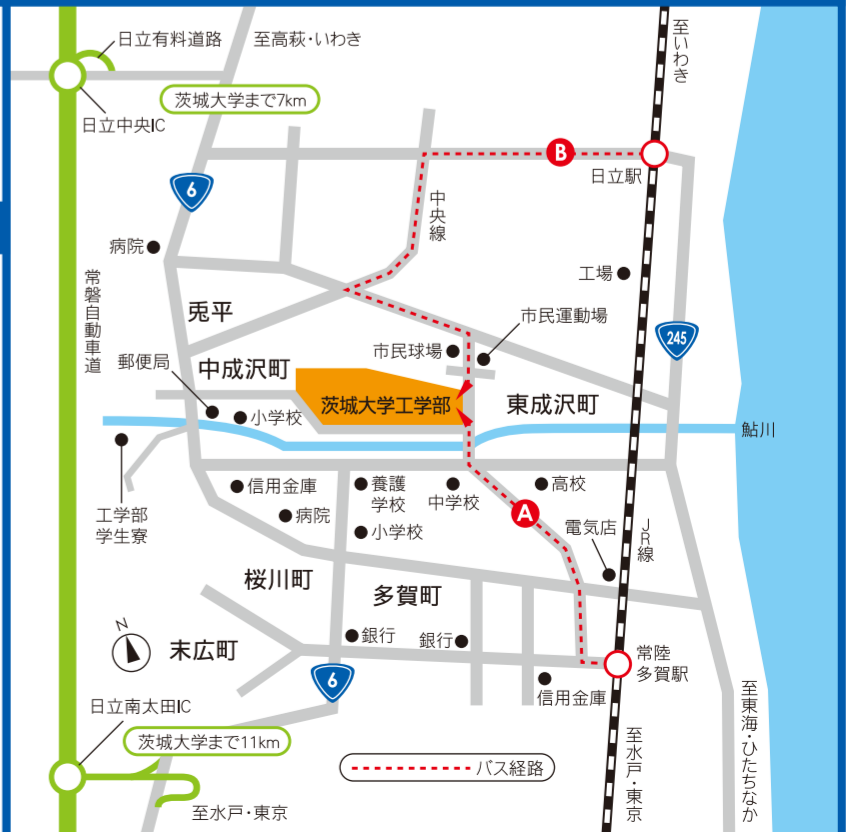 日立有料道路
至高萩・いわき
至いわき
茨城大学まで7km
日立中央IC
B
日立駅
6
中央線
病院
工場
常磐自動車道
兎平
市民運動場
245
市民球場
郵便局
中成沢町
茨城大学工学部
東成沢町
小学校
鮎川
信用金庫
養護
学校
中学校
高校
工学部
学生寮
病院
A
小学校
電気店
JR線
桜川町
多賀町
N
末広町
銀行
銀行
常陸
多賀駅
6
信用金庫
日立南太田IC
茨城大学まで11km
バス経路
至水戸・東京
至東海・ひたちなか
至水戸・東京